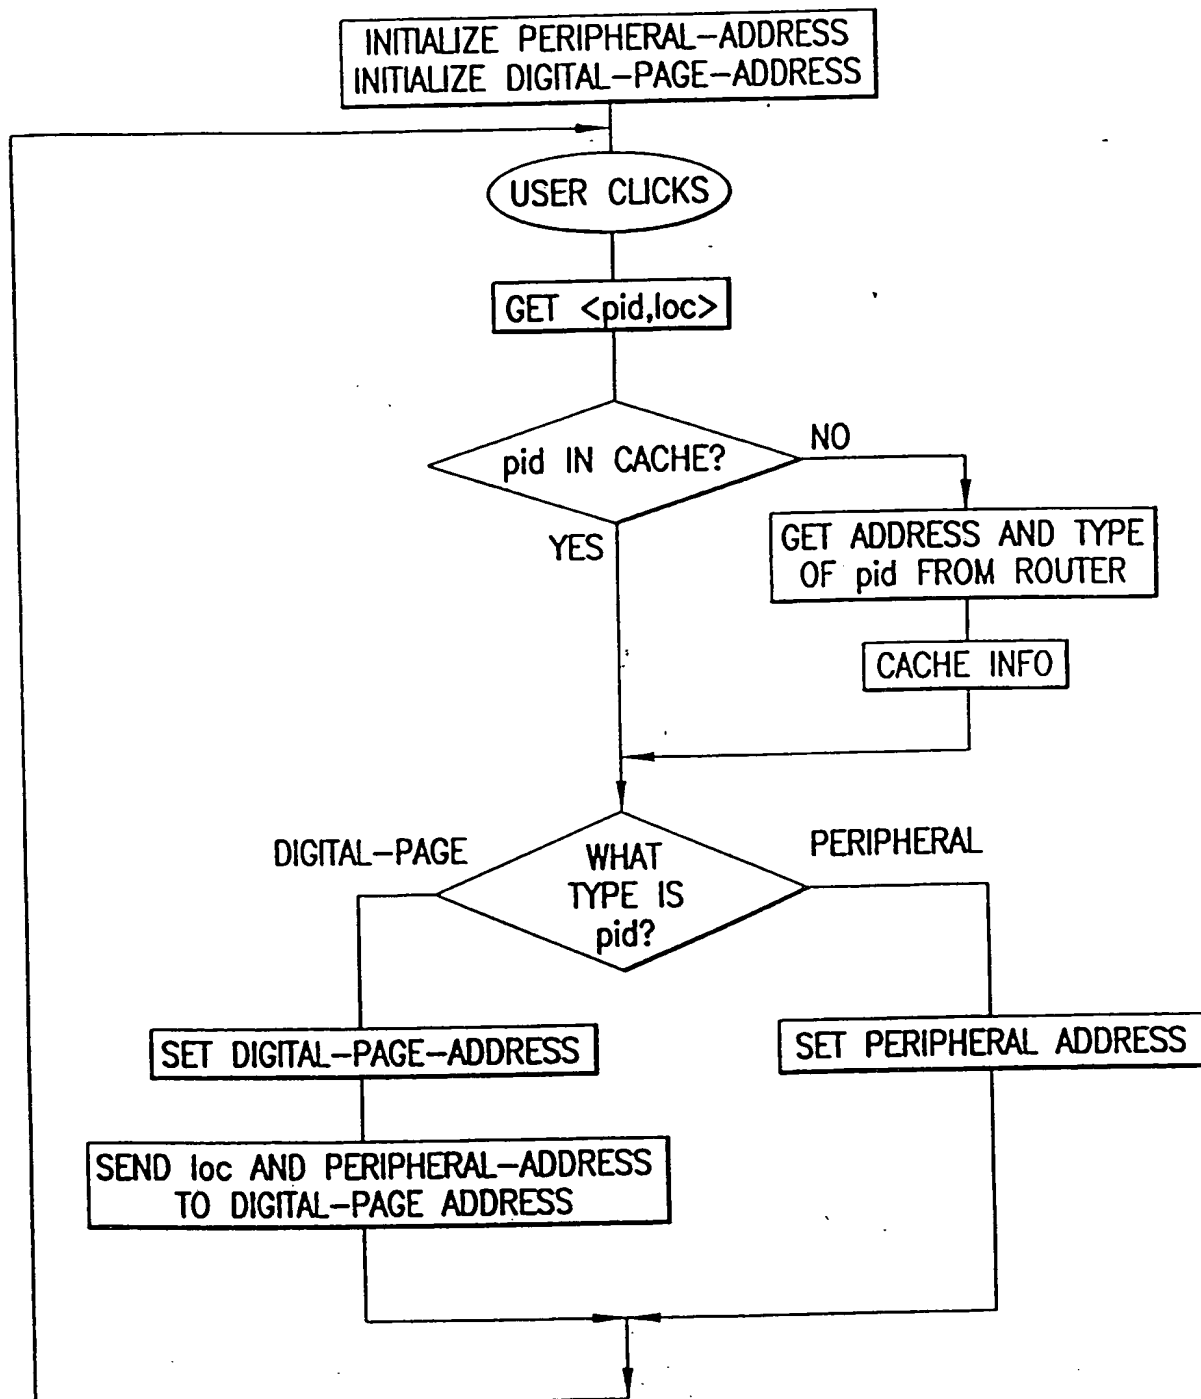 INITIALIZE PERIPHERAL-ADDRESS
INITIALIZE DIGITAL-PAGE-ADDRESS
USER CLICKS
GET <pid,loc>
pid IN CACHE?
NO
YES
GET ADDRESS AND TYPE
OF pid FROM ROUTER
CACHE INFO
DIGITAL-PAGE
WHAT
TYPE IS
pid?
PERIPHERAL
SET DIGITAL-PAGE-ADDRESS
SET PERIPHERAL ADDRESS
SEND loc AND PERIPHERAL-ADDRESS
TO DIGITAL-PAGE ADDRESS